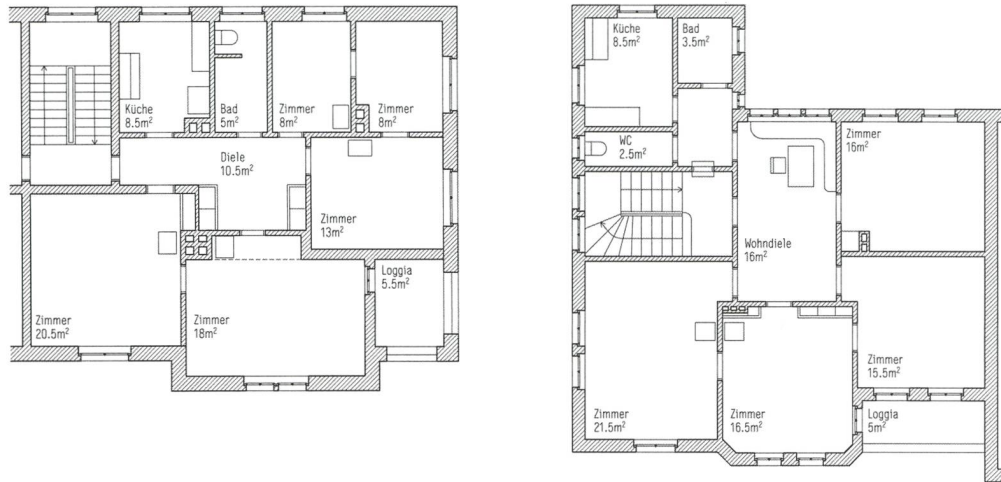 Küche
8.5m²
Bad
5m²
Zimmer
8m²
Zimmer
8m²
Diele
10.5m²
Zimmer
13m²
Loggia
5.5m²
Zimmer
20.5m²
Zimmer
18m²
Küche
8.5m²
Bad
3.5m²
WC
2.5m²
Zimmer
16m²
Wohndiele
16m²
Zimmer
15.5m²
Zimmer
21.5m²
Zimmer
16.5m²
Loggia
5m²